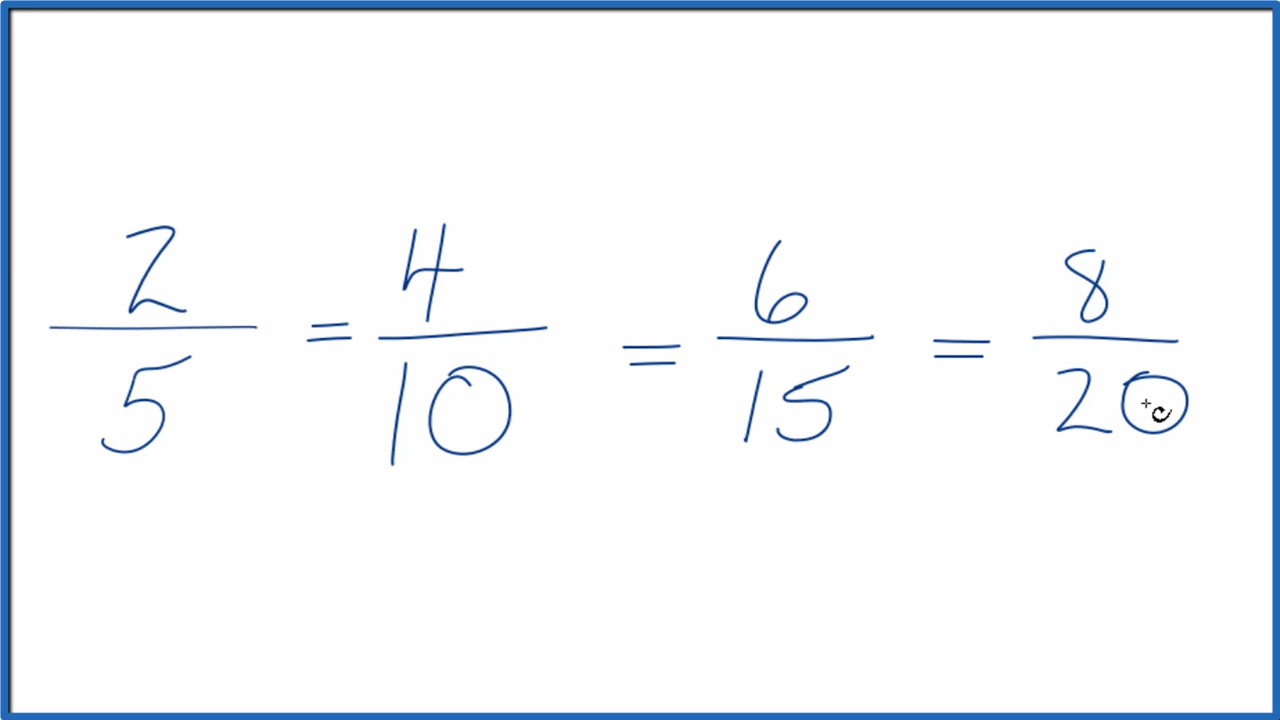 2/5 = 4/10 = 6/15 = 8/20